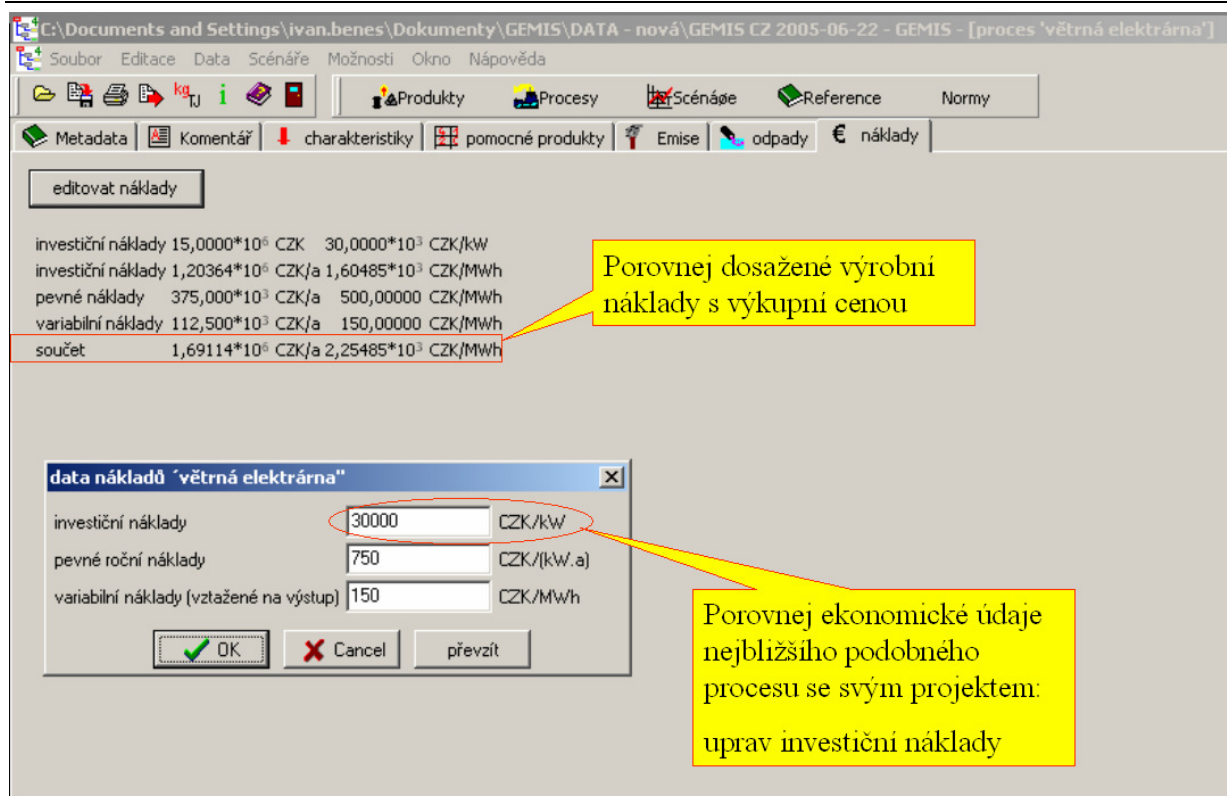 C:\Documents and Settings\ivan.benes\Dokumenty\GEMIS\DATA - nová\GEMIS CZ 2005-06-22 - GEMIS - [proces 'větrná elektrárna']
Soubor Editace Data Scénáře Možnosti Okno Nápověda
kg TJ i Produkty Procesy Scénáøe Reference Normy
Metadata Komentář charakteristiky pomocné produkty Emise odpady € náklady
editovat náklady
investiční náklady 15,0000*10⁶ CZK 30,0000*10³ CZK/kW
investiční náklady 1,20364*10⁶ CZK/a 1,60485*10³ CZK/MWh
pevné náklady 375,000*10³ CZK/a 500,00000 CZK/MWh
variabilní náklady 112,500*10³ CZK/a 150,00000 CZK/MWh
součet 1,69114*10⁶ CZK/a 2,25485*10³ CZK/MWh
Porovnej dosažené výrobní
náklady s výkupní cenou
data nákladů ´větrná elektrárna"
investiční náklady 30000 CZK/kW
pevné roční náklady 750 CZK/(kW.a)
variabilní náklady (vztažené na výstup) 150 CZK/MWh
OK Cancel převzít
Porovnej ekonomické údaje
nejbližšího podobného
procesu se svým projektem:
uprav investiční náklady